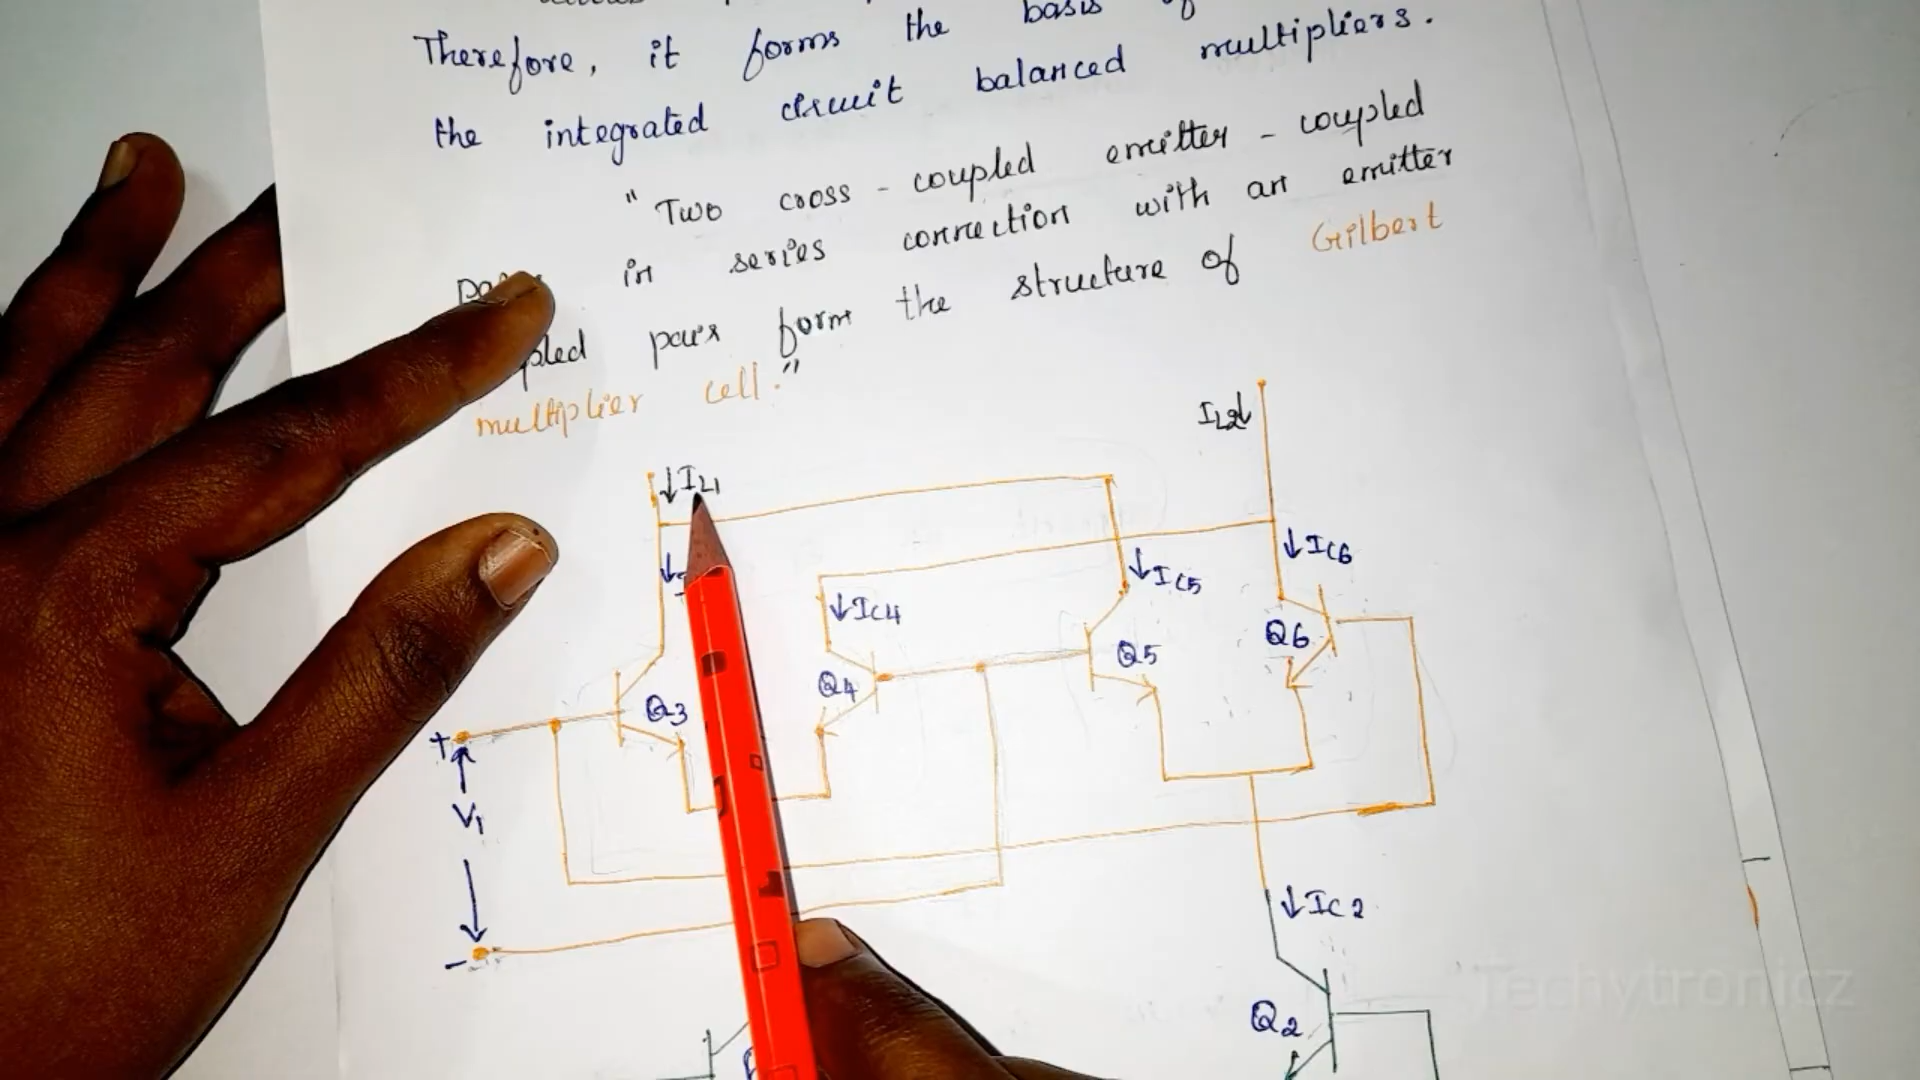 Therefore, it forms the basis of
the integrated circuit balanced multipliers.
"Two cross-coupled emitter-coupled
in series connection with an emitter
pled pairs form the structure of Gilbert
multiplier cell."
IL2
IL1
IC6
IC5
IC4
Q6
Q5
Q4
Q3
+
V1
-
IC2
Q2
Techytronicz